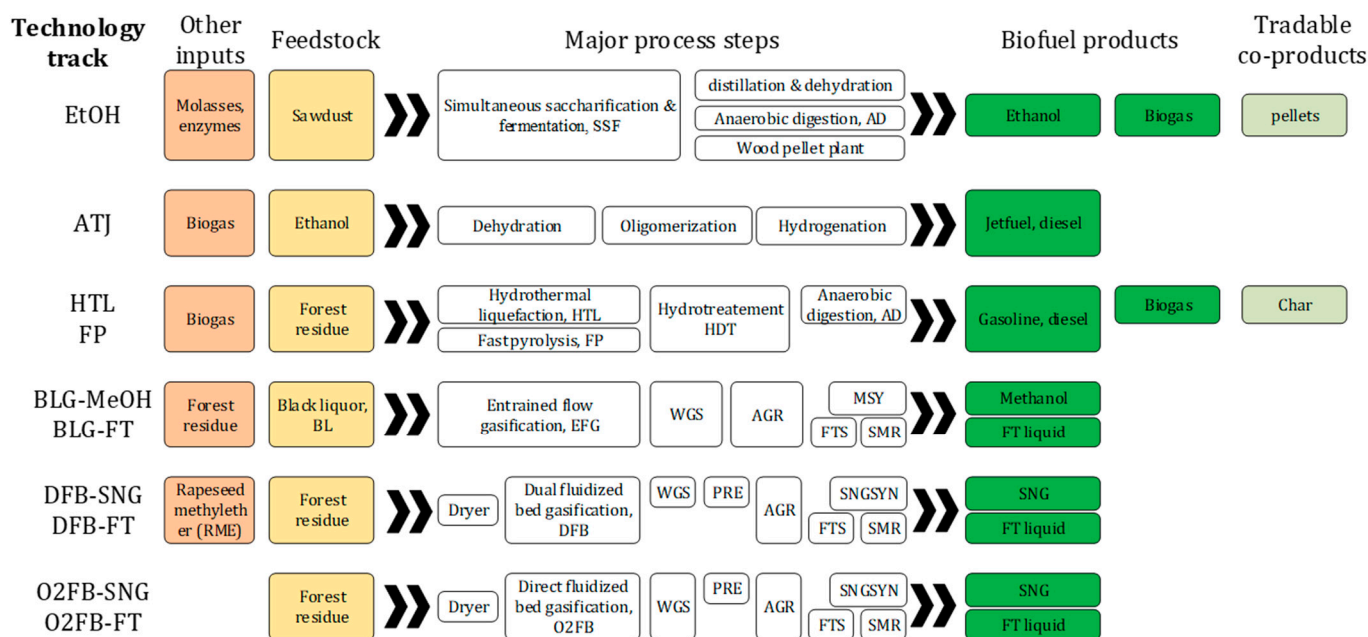 Technology
track
Other
inputs
Feedstock
Major process steps
Biofuel products
Tradable
co-products
EtOH
Molasses,
enzymes
Sawdust
Simultaneous saccharification &
fermentation, SSF
distillation & dehydration
Anaerobic digestion, AD
Wood pellet plant
Ethanol
Biogas
pellets
ATJ
Biogas
Ethanol
Dehydration
Oligomerization
Hydrogenation
Jetfuel, diesel
HTL
FP
Biogas
Forest
residue
Hydrothermal
liquefaction, HTL
Fast pyrolysis, FP
Hydrotreatement
HDT
Anaerobic
digestion, AD
Gasoline, diesel
Biogas
Char
BLG-MeOH
BLG-FT
Forest
residue
Black liquor,
BL
Entrained flow
gasification, EFG
WGS
AGR
MSY
FTS
SMR
Methanol
FT liquid
DFB-SNG
DFB-FT
Rapeseed
methyleth
er (RME)
Forest
residue
Dryer
Dual fluidized
bed gasification,
DFB
WGS
PRE
AGR
SNGSYN
FTS
SMR
SNG
FT liquid
O2FB-SNG
O2FB-FT
Forest
residue
Dryer
Direct fluidized
bed gasification,
O2FB
WGS
PRE
AGR
SNGSYN
FTS
SMR
SNG
FT liquid